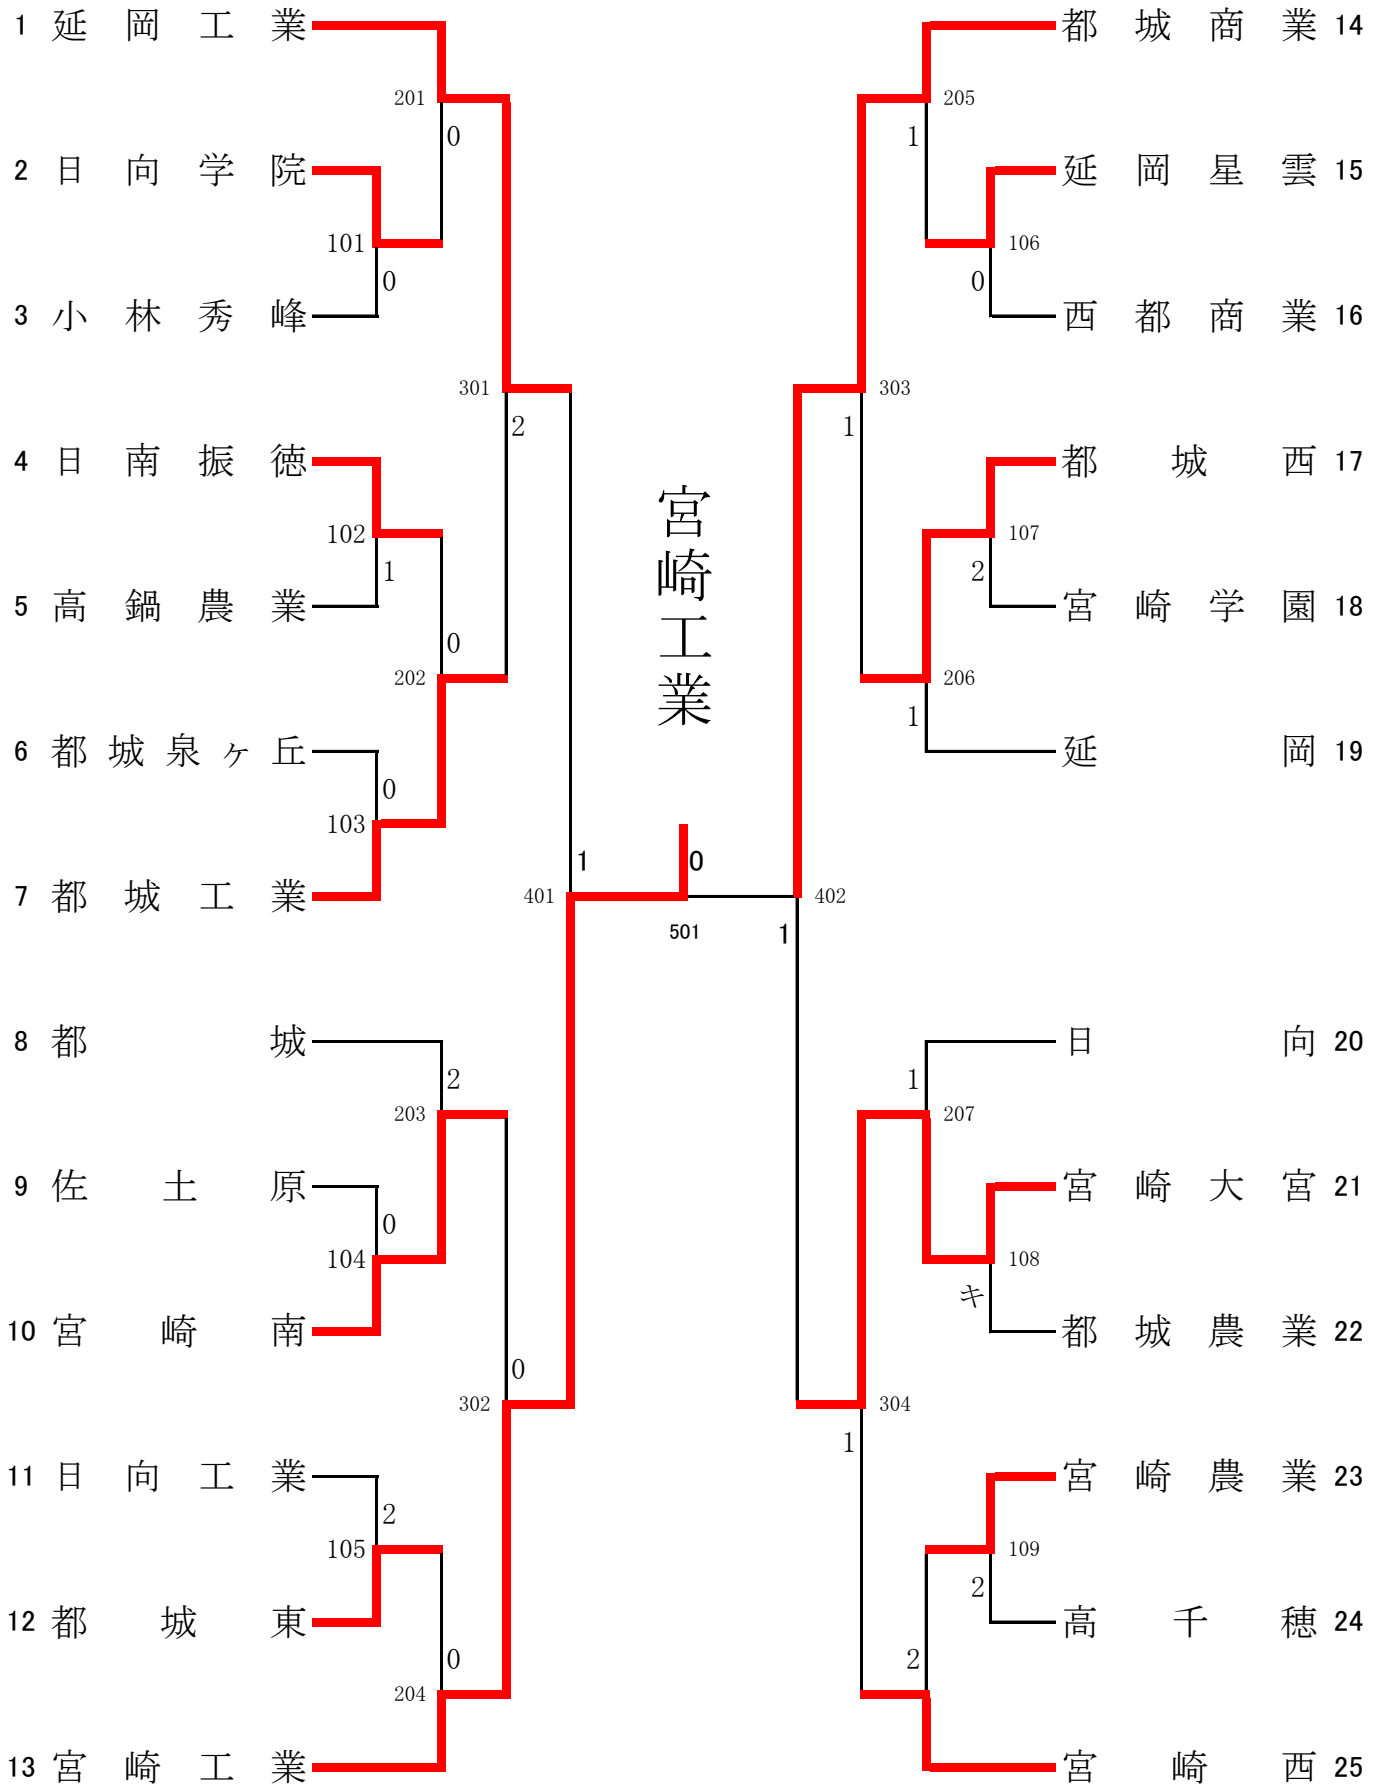 1 延岡工業
201
0
2 日向学院
101
0
3 小林秀峰
301
2
4 日南振徳
102
1
5 高鍋農業
0
202
6 都城泉ヶ丘
0
103
7 都城工業
1
401
8 都城
2
203
9 佐土原
0
104
10 宮崎南
0
302
11 日向工業
2
105
12 都城東
0
204
13 宮崎工業
宮崎工業
0
501
都城商業 14
205
1
延岡星雲 15
106
0
西都商業 16
303
1
都城西 17
107
2
宮崎学園 18
206
1
延岡 19
402
1
日向 20
1
207
宮崎大宮 21
108
キ
都城農業 22
304
1
宮崎農業 23
109
2
高千穂 24
2
宮崎西 25